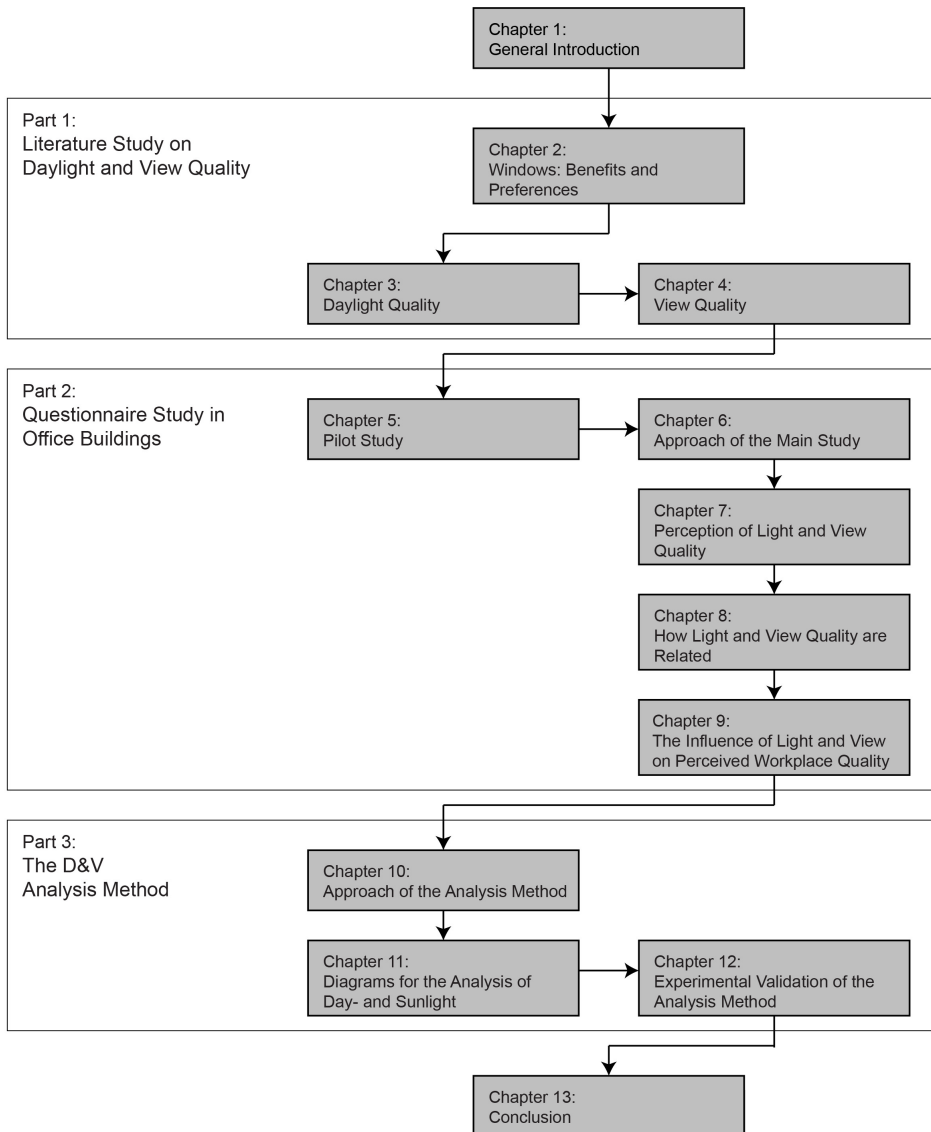 Chapter 1:
General Introduction
Part 1:
Literature Study on
Daylight and View Quality
Chapter 2:
Windows: Benefits and
Preferences
Chapter 3:
Daylight Quality
Chapter 4:
View Quality
Part 2:
Questionnaire Study in
Office Buildings
Chapter 5:
Pilot Study
Chapter 6:
Approach of the Main Study
Chapter 7:
Perception of Light and View
Quality
Chapter 8:
How Light and View Quality are
Related
Chapter 9:
The Influence of Light and View
on Perceived Workplace Quality
Part 3:
The D&V
Analysis Method
Chapter 10:
Approach of the Analysis Method
Chapter 11:
Diagrams for the Analysis of
Day- and Sunlight
Chapter 12:
Experimental Validation of the
Analysis Method
Chapter 13:
Conclusion